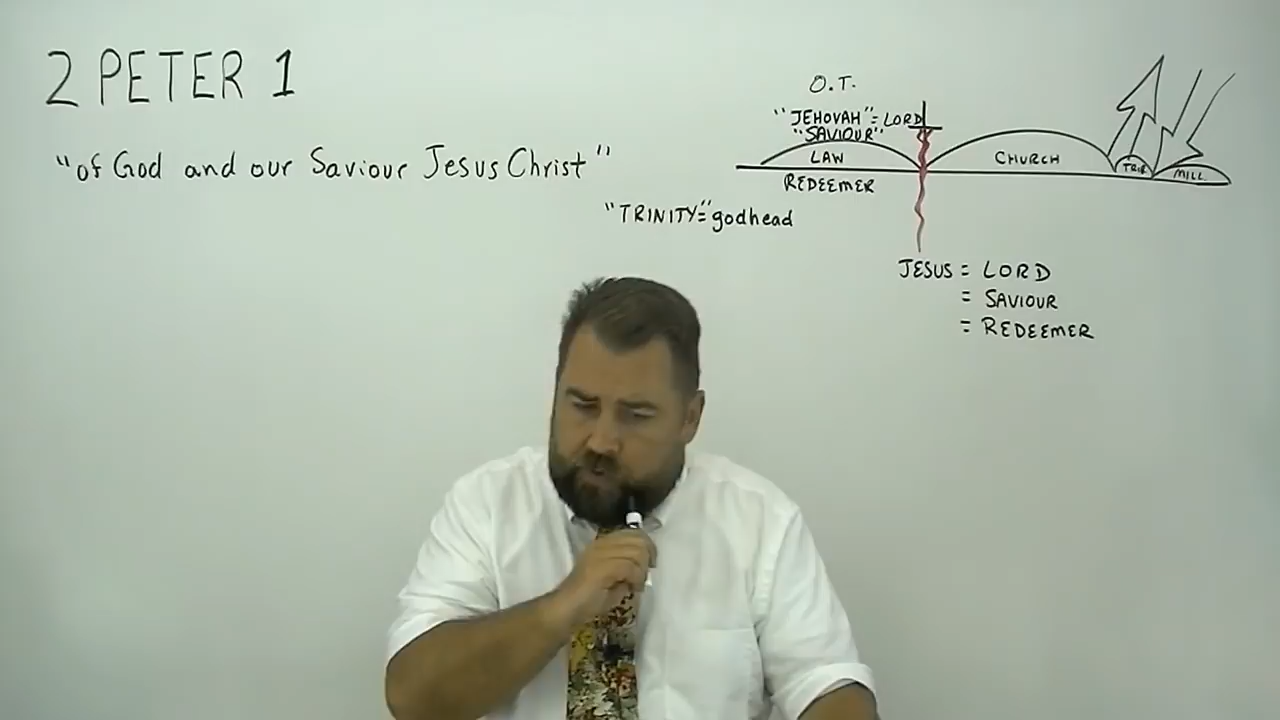 2 PETER 1
"of God and our Saviour Jesus Christ"
"TRINITY"=godhead
O.T.
"JEHOVAH"=LORD
"SAVIOUR"
LAW
REDEEMER
CHURCH
TRIB
MILL.
JESUS = LORD
= SAVIOUR
= REDEEMER